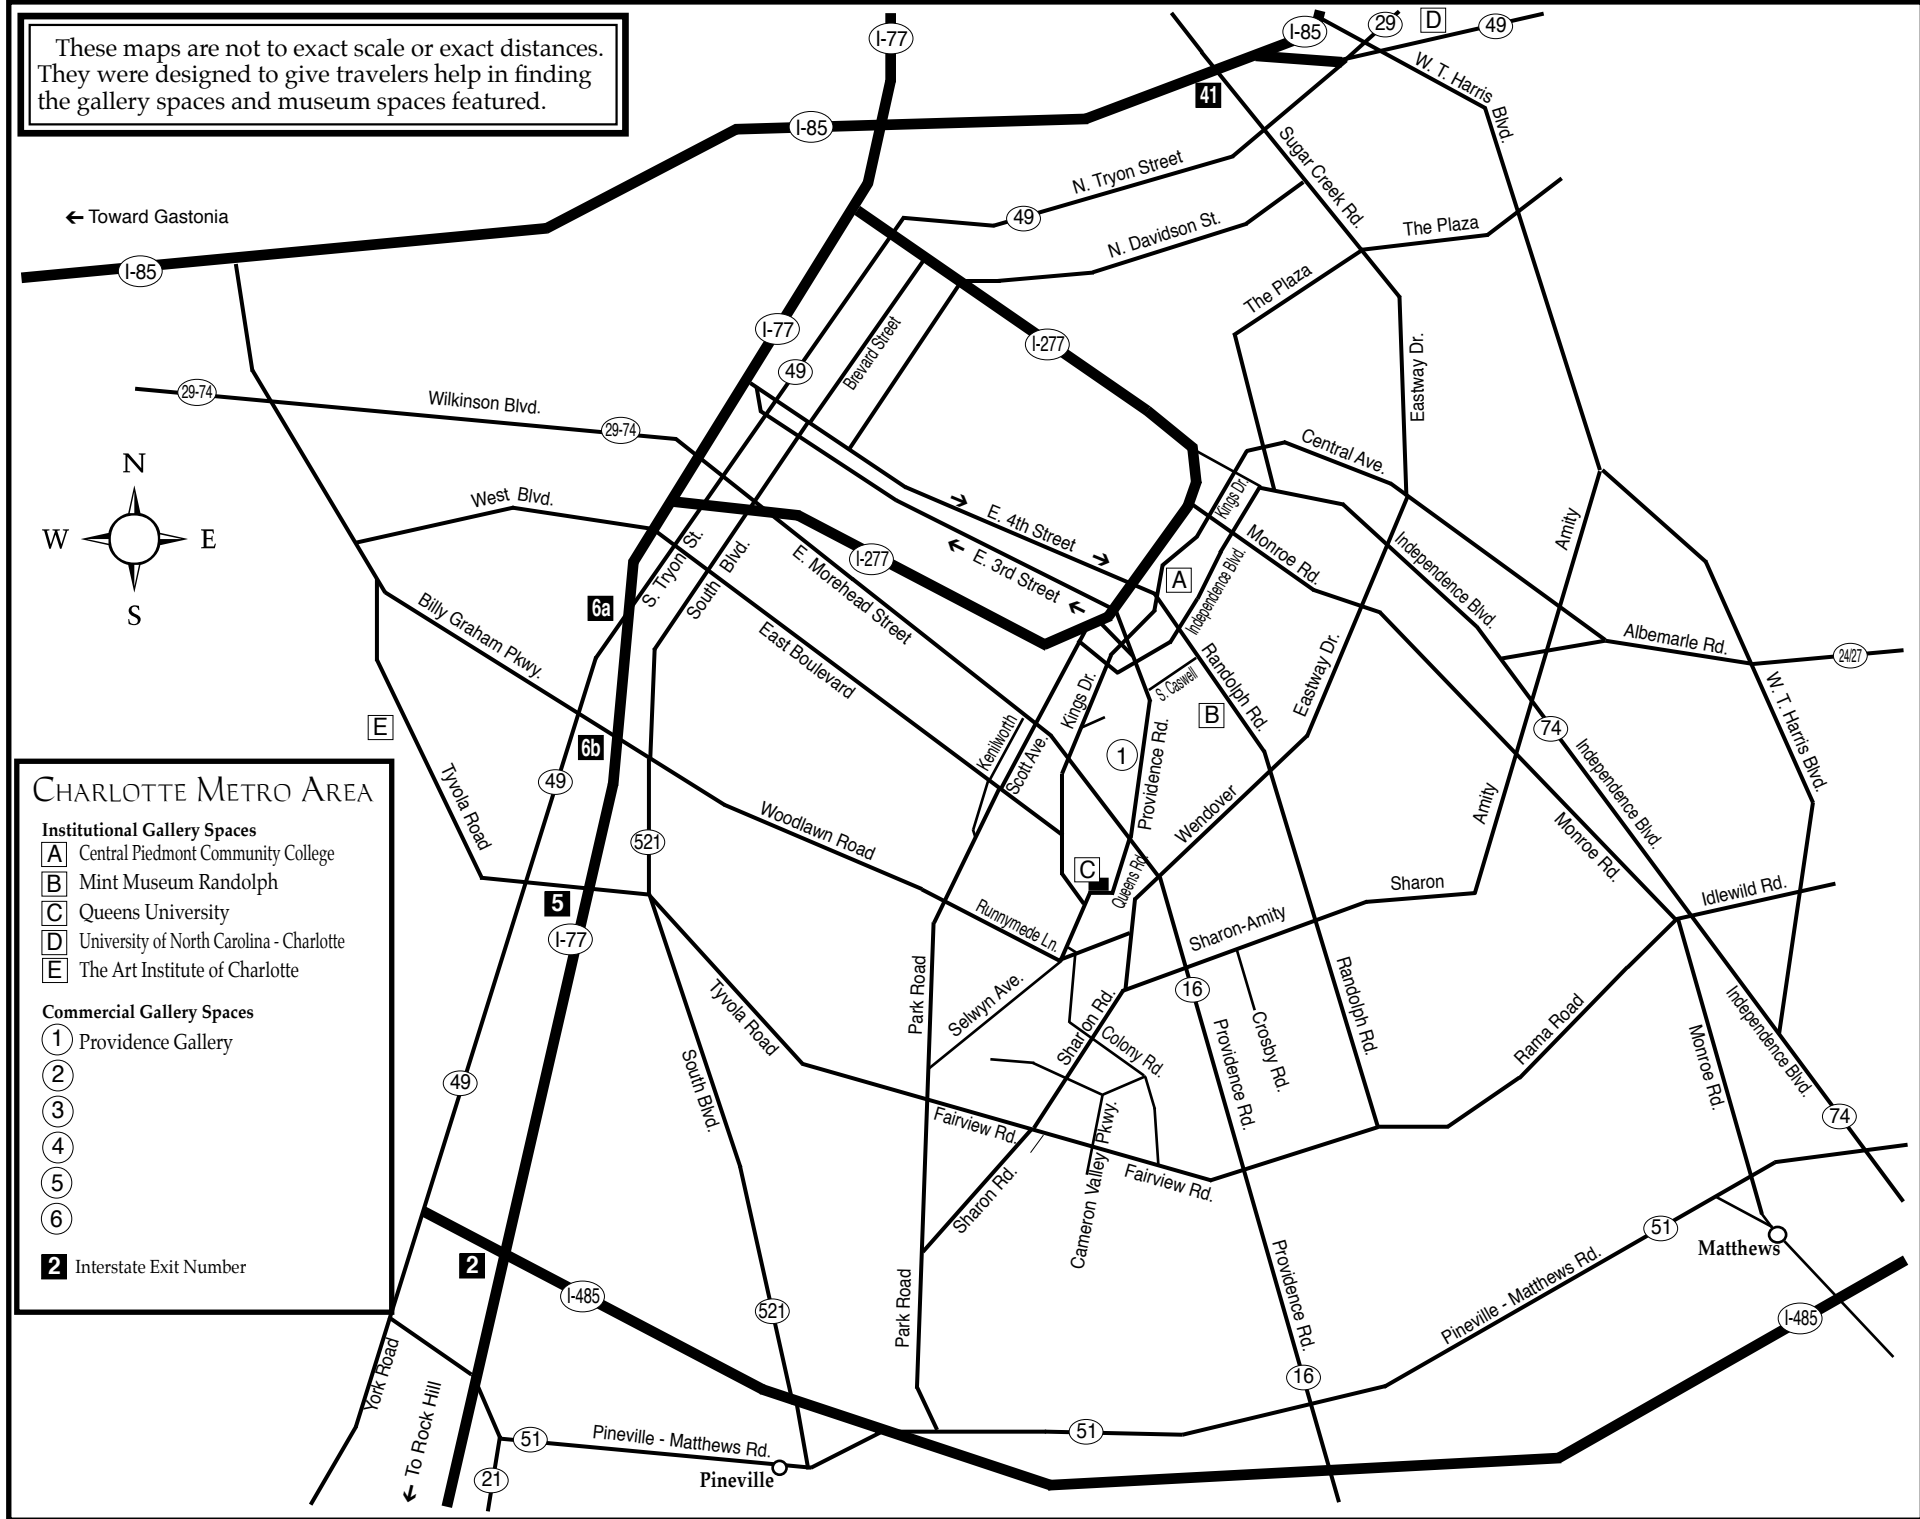 These maps are not to exact scale or exact distances.
They were designed to give travelers help in finding
the gallery spaces and museum spaces featured.
I-77
I-85
29
D
49
W. T. Harris
Blvd.
41
I-85
Sugar Creek Rd.
N. Tryon Street
49
N. Davidson St.
The Plaza
← Toward Gastonia
I-85
The Plaza
I-77
I-277
49
Brevard Street
Eastway Dr.
29-74
Wilkinson Blvd.
29-74
Central Ave.
N
W
E
S
West Blvd.
Kings Dr.
E. 4th Street
E. 3rd Street
Monroe Rd.
Independence Blvd.
Amity
I-277
S. Tryon St.
South Blvd.
E. Morehead Street
A
Independence Blvd.
6a
Billy Graham Pkwy.
East Boulevard
Randolph Rd.
Eastway Dr.
Albemarle Rd.
24/27
S. Caswell
Kings Dr.
B
W. T. Harris Blvd.
E
6b
Kenilworth
Scott Ave.
1
Providence Rd.
74
Independence Blvd.
49
Tyvola Road
521
Woodlawn Road
Wendover
Amity
Monroe Rd.
C
Queens Rd.
Sharon
Idlewild Rd.
5
I-77
Runnymede Ln.
Sharon-Amity
Tyvola Road
Park Road
Selwyn Ave.
Sharon Rd.
Colony Rd.
16
Providence Rd.
Crosby Rd.
Randolph Rd.
Rama Road
Monroe Rd.
Independence Blvd.
74
49
South Blvd.
Fairview Rd.
Cameron Valley Pkwy.
Fairview Rd.
Sharon Rd.
51
Matthews
2
I-485
521
Park Road
Providence Rd.
Pineville - Matthews Rd.
I-485
16
York Road
← To Rock Hill
51
Pineville - Matthews Rd.
51
Pineville
21
CHARLOTTE METRO AREA
Institutional Gallery Spaces
A Central Piedmont Community College
B Mint Museum Randolph
C Queens University
D University of North Carolina - Charlotte
E The Art Institute of Charlotte
Commercial Gallery Spaces
1 Providence Gallery
2
3
4
5
6
2 Interstate Exit Number
I-85